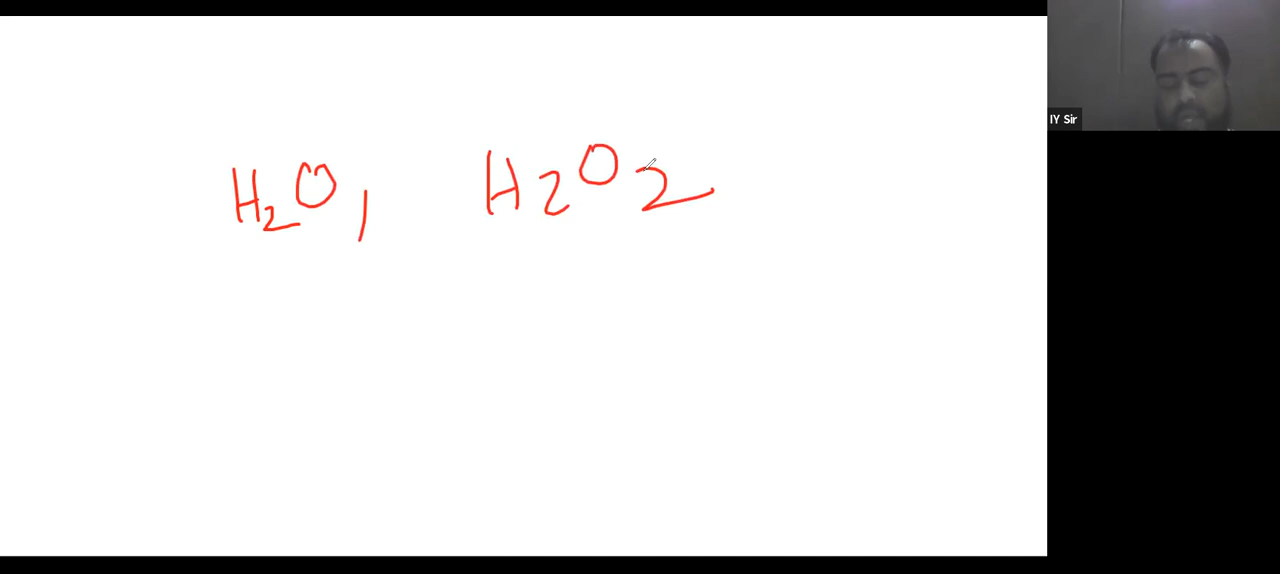 H₂O, H₂O₂
IY Sir